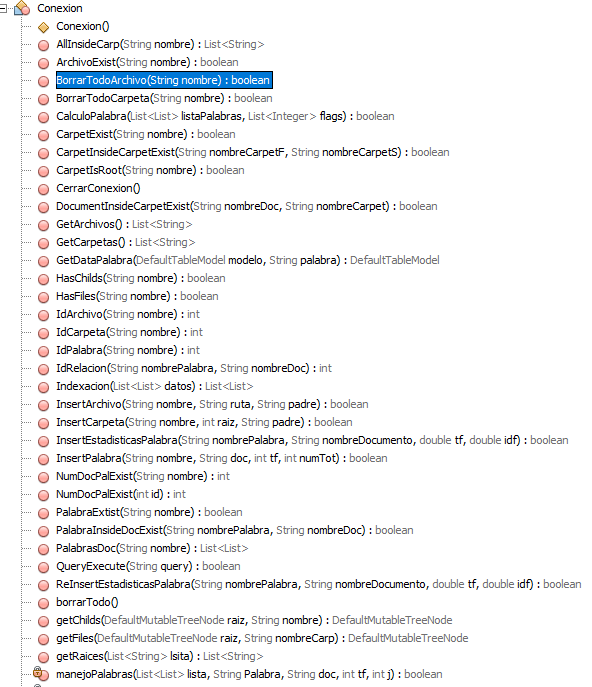 Conexion
Conexion()
AllInsideCarp(String nombre) : List<String>
ArchivoExist(String nombre) : boolean
BorrarTodoArchivo(String nombre) : boolean
BorrarTodoCarpeta(String nombre) : boolean
CalculoPalabra(List<List> listaPalabras, List<Integer> flags) : boolean
CarpetExist(String nombre) : boolean
CarpetInsideCarpetExist(String nombreCarpetF, String nombreCarpetS) : boolean
CarpetIsRoot(String nombre) : boolean
CerrarConexion()
DocumentInsideCarpetExist(String nombreDoc, String nombreCarpet) : boolean
GetArchivos() : List<String>
GetCarpetas() : List<String>
GetDataPalabra(DefaultTableModel modelo, String palabra) : DefaultTableModel
HasChilds(String nombre) : boolean
HasFiles(String nombre) : boolean
IdArchivo(String nombre) : int
IdCarpeta(String nombre) : int
IdPalabra(String nombre) : int
IdRelacion(String nombrePalabra, String nombreDoc) : int
Indexacion(List<List> datos) : List<List>
InsertArchivo(String nombre, String ruta, String padre) : boolean
InsertCarpeta(String nombre, int raiz, String padre) : boolean
InsertEstadisticasPalabra(String nombrePalabra, String nombreDocumento, double tf, double idf) : boolean
InsertPalabra(String nombre, String doc, int tf, int numTot) : boolean
NumDocPalExist(String nombre) : int
NumDocPalExist(int id) : int
PalabraExtist(String nombre) : boolean
PalabraInsideDocExist(String nombrePalabra, String nombreDoc) : boolean
PalabrasDoc(String nombre) : List<List>
QueryExecute(String query) : boolean
ReInsertEstadisticasPalabra(String nombrePalabra, String nombreDocumento, double tf, double idf) : boolean
borrarTodo()
getChilds(DefaultMutableTreeNode raiz, String nombre) : DefaultMutableTreeNode
getFiles(DefaultMutableTreeNode raiz, String nombreCarp) : DefaultMutableTreeNode
getRaices(List<String> lsita) : List<String>
manejoPalabras(List<List> lista, String Palabra, String doc, int tf, int j) : boolean